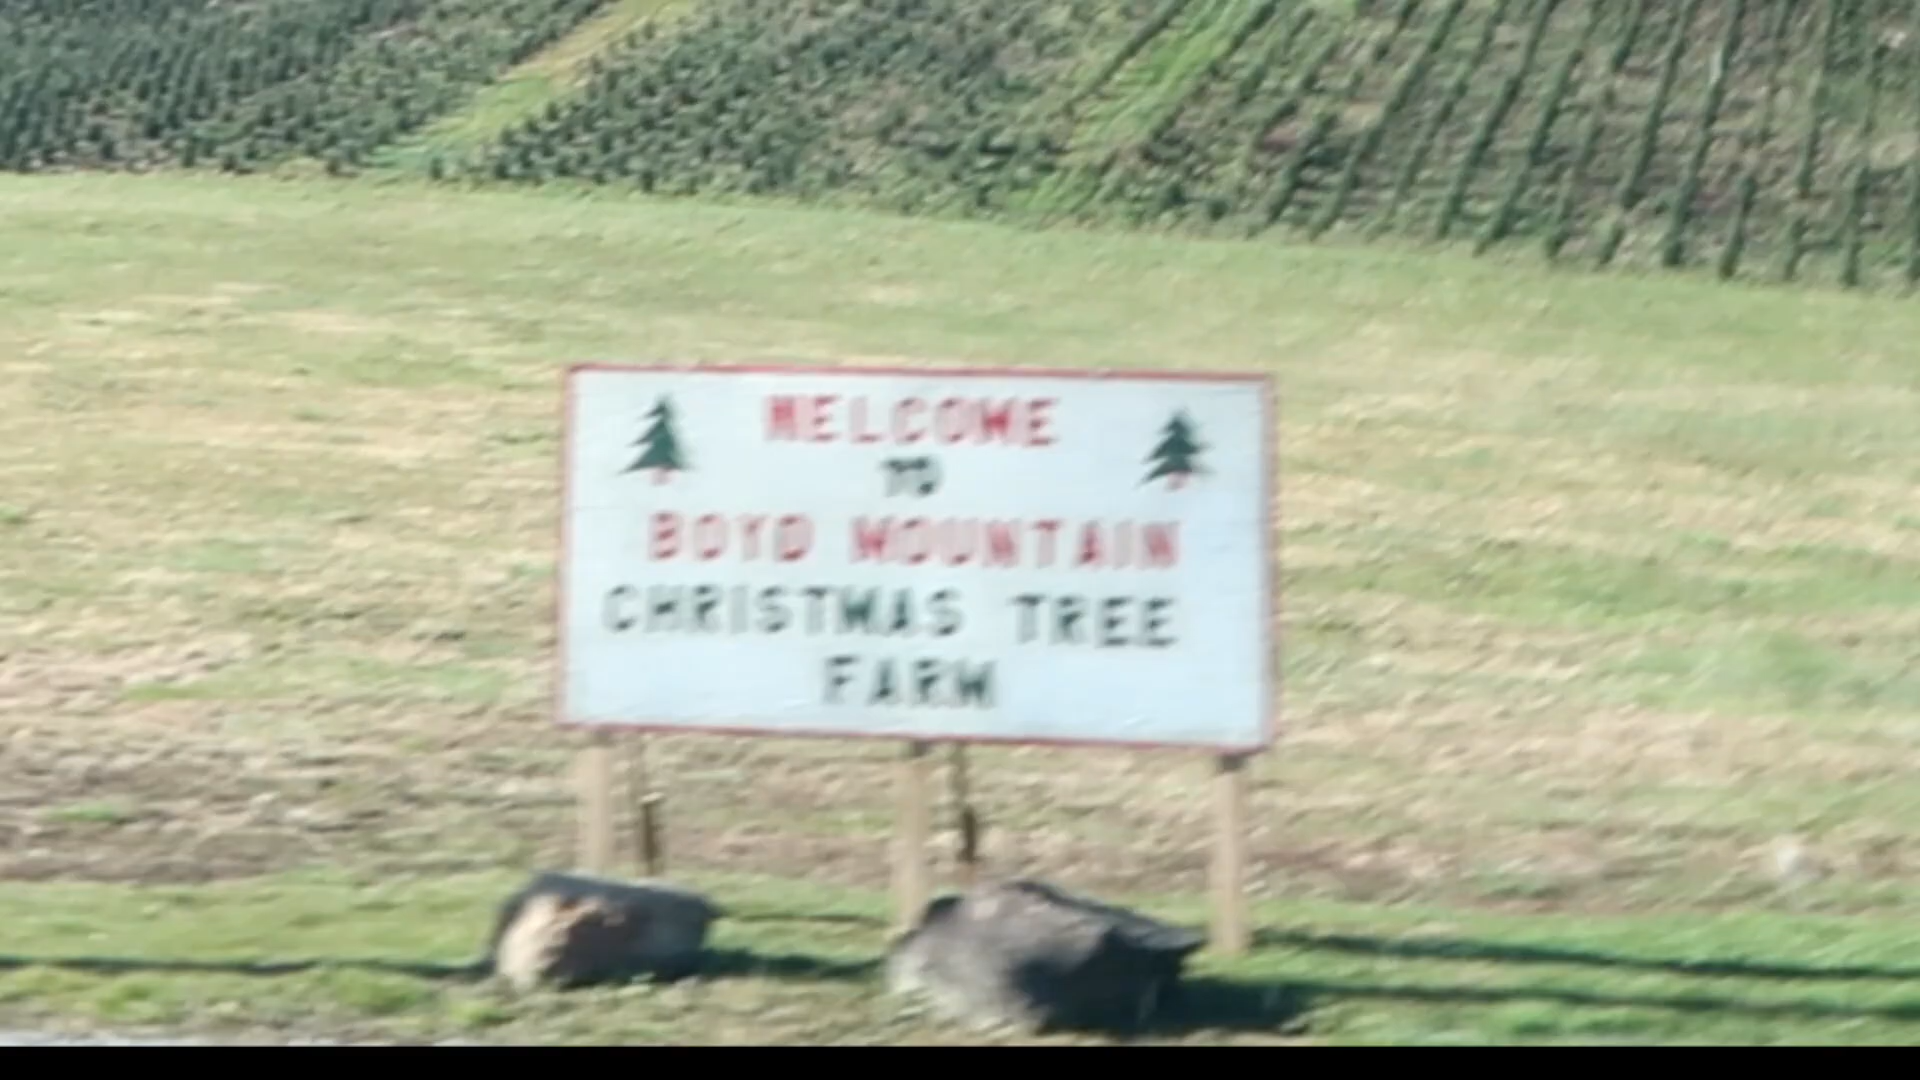 WELCOME
TO
BOYD MOUNTAIN
CHRISTMAS TREE
FARM